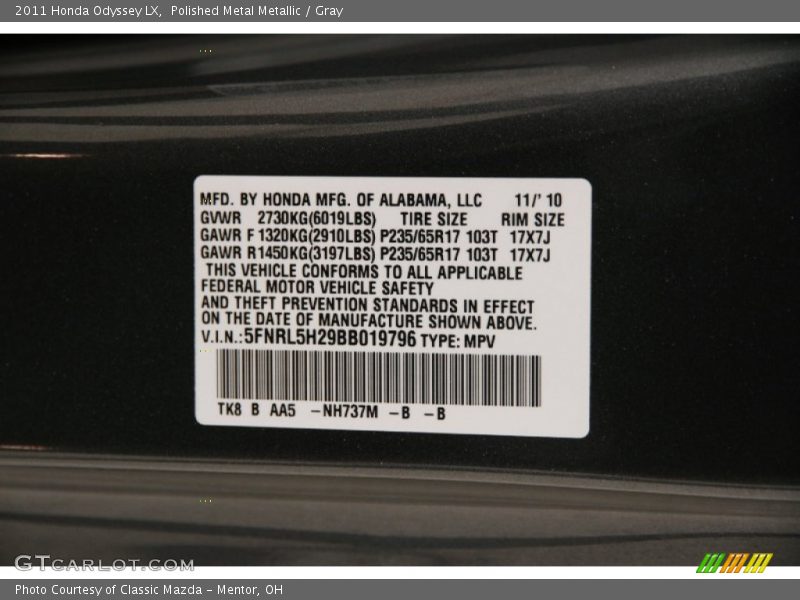 2011 Honda Odyssey LX,  Polished Metal Metallic / Gray
MFD. BY HONDA MFG. OF ALABAMA, LLC 11/' 10
GVWR 2730KG(6019LBS) TIRE SIZE RIM SIZE
GAWR F 1320KG(2910LBS) P235/65R17 103T 17X7J
GAWR R1450KG(3197LBS) P235/65R17 103T 17X7J
THIS VEHICLE CONFORMS TO ALL APPLICABLE
FEDERAL MOTOR VEHICLE SAFETY
AND THEFT PREVENTION STANDARDS IN EFFECT
ON THE DATE OF MANUFACTURE SHOWN ABOVE.
V.I.N.:5FNRL5H29BB019796 TYPE: MPV
TK8 B AA5 -NH737M -B -B
GTCARLOT.COM
Photo Courtesy of Classic Mazda - Mentor, OH